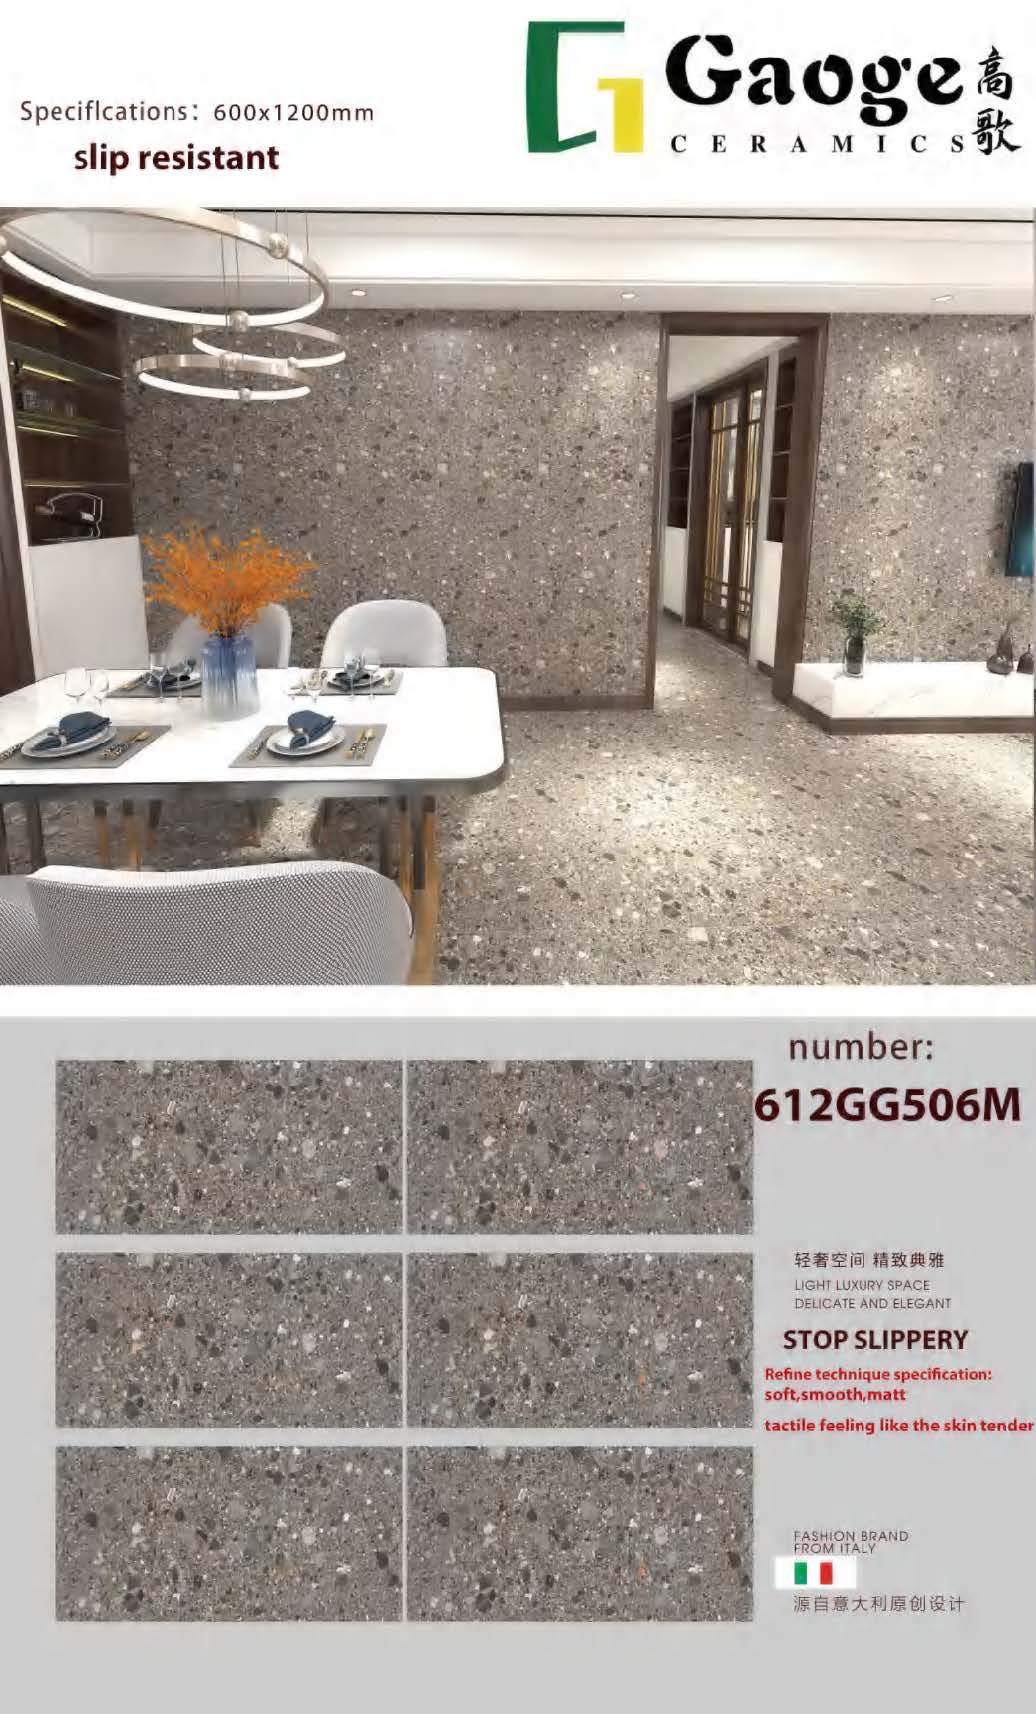 Specifications: 600x1200mm
slip resistant
Gaoge 高歌
CERAMICS
number:
612GG506M
轻奢空间 精致典雅
LIGHT LUXURY SPACE
DELICATE AND ELEGANT
STOP SLIPPERY
Refine technique specification:
soft,smooth,matt
tactile feeling like the skin tender
FASHION BRAND
FROM ITALY
源自意大利原创设计